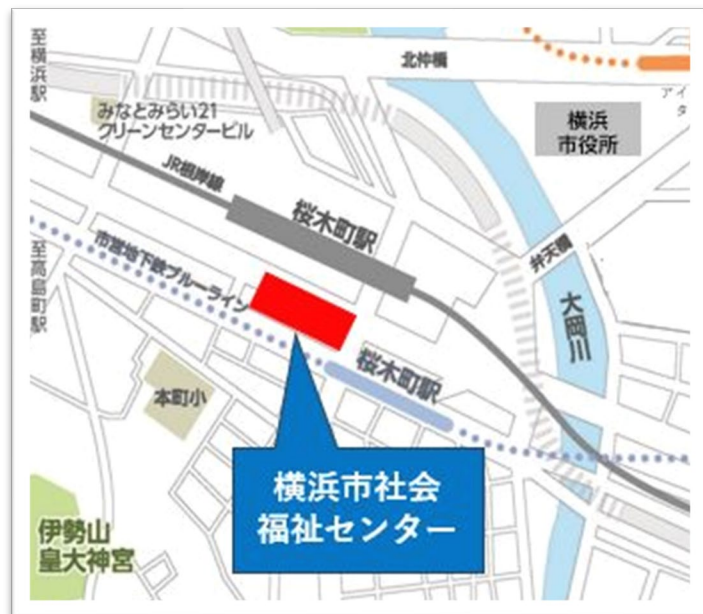 至横浜駅
北仲橋
アイ
タ
みなとみらい21
クリーンセンタービル
横浜
市役所
JR根岸線
桜木町駅
弁天橋
市営地下鉄ブルーライン
至高島町駅
大岡川
桜木町駅
本町小
横浜市社会
福祉センター
伊勢山
皇大神宮